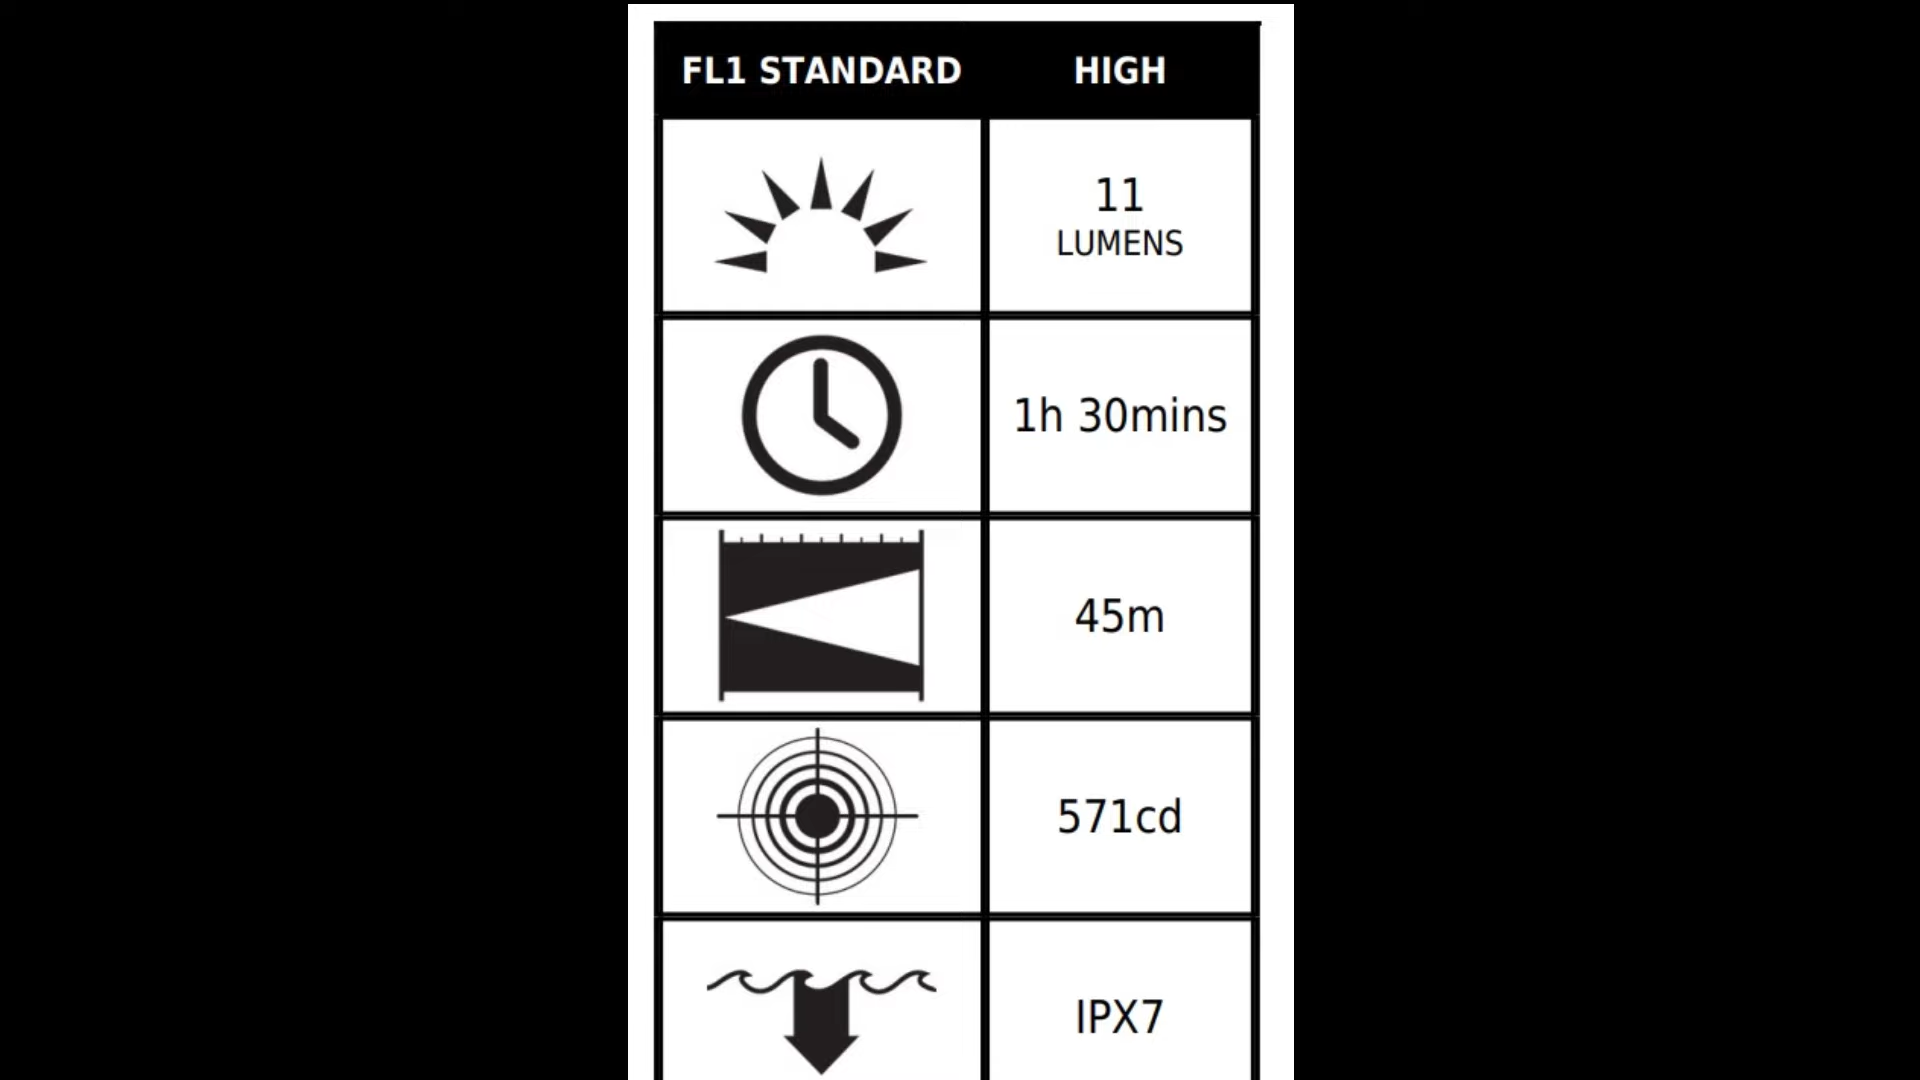 FL1 STANDARD HIGH
11
LUMENS
1h 30mins
45m
571cd
IPX7